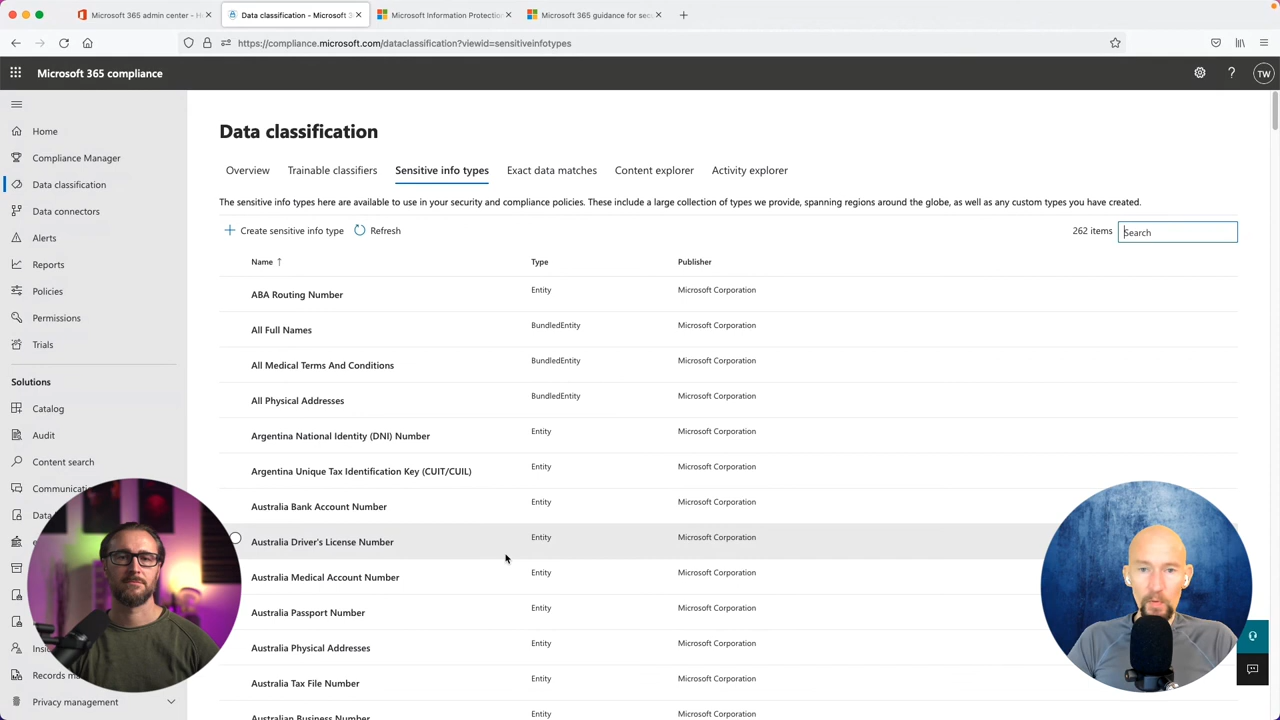 Microsoft 365 admin center - H
Data classification - Microsoft 3
Microsoft Information Protection
Microsoft 365 guidance for sec
https://compliance.microsoft.com/dataclassification?viewid=sensitiveinfotypes
Microsoft 365 compliance
TW
Home
Compliance Manager
Data classification
Data connectors
Alerts
Reports
Policies
Permissions
Trials
Solutions
Catalog
Audit
Content search
Privacy management
Data classification
Overview
Trainable classifiers
Sensitive info types
Exact data matches
Content explorer
Activity explorer
The sensitive info types here are available to use in your security and compliance policies. These include a large collection of types we provide, spanning regions around the globe, as well as any custom types you have created.
Create sensitive info type
Refresh
262 items
Search
Name Type Publisher
ABA Routing Number Entity Microsoft Corporation
All Full Names BundledEntity Microsoft Corporation
All Medical Terms And Conditions BundledEntity Microsoft Corporation
All Physical Addresses BundledEntity Microsoft Corporation
Argentina National Identity (DNI) Number Entity Microsoft Corporation
Argentina Unique Tax Identification Key (CUIT/CUIL) Entity Microsoft Corporation
Australia Bank Account Number Entity Microsoft Corporation
Australia Driver's License Number Entity Microsoft Corporation
Australia Medical Account Number Entity Microsoft Corporation
Australia Passport Number Entity Microsoft Corporation
Australia Physical Addresses Entity Microsoft Corporation
Australia Tax File Number Entity Microsoft Corporation
Australian Business Number Entity Microsoft Corporation